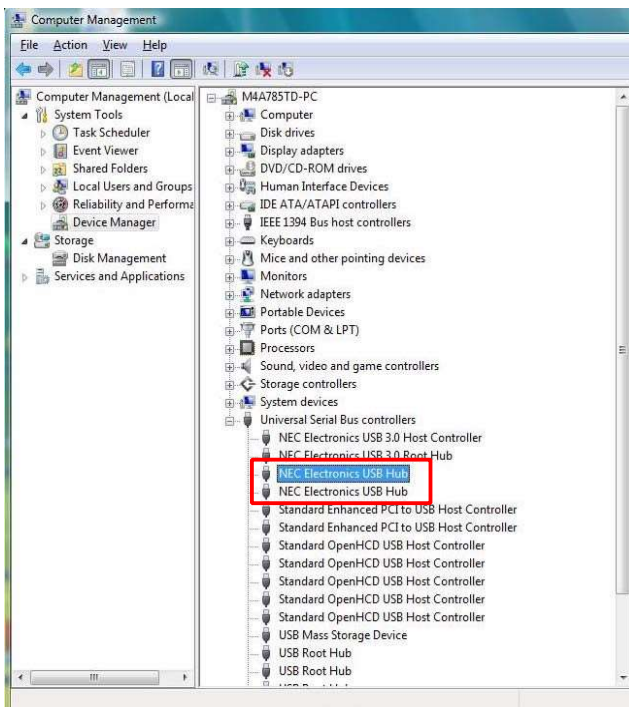 Computer Management
File Action View Help
Computer Management (Local
System Tools
Task Scheduler
Event Viewer
Shared Folders
Local Users and Groups
Reliability and Performa
Device Manager
Storage
Disk Management
Services and Applications
M4A785TD-PC
Computer
Disk drives
Display adapters
DVD/CD-ROM drives
Human Interface Devices
IDE ATA/ATAPI controllers
IEEE 1394 Bus host controllers
Keyboards
Mice and other pointing devices
Monitors
Network adapters
Portable Devices
Ports (COM & LPT)
Processors
Sound, video and game controllers
Storage controllers
System devices
Universal Serial Bus controllers
NEC Electronics USB 3.0 Host Controller
NEC Electronics USB 3.0 Root Hub
NEC Electronics USB Hub
NEC Electronics USB Hub
Standard Enhanced PCI to USB Host Controller
Standard Enhanced PCI to USB Host Controller
Standard OpenHCD USB Host Controller
Standard OpenHCD USB Host Controller
Standard OpenHCD USB Host Controller
Standard OpenHCD USB Host Controller
Standard OpenHCD USB Host Controller
USB Mass Storage Device
USB Root Hub
USB Root Hub